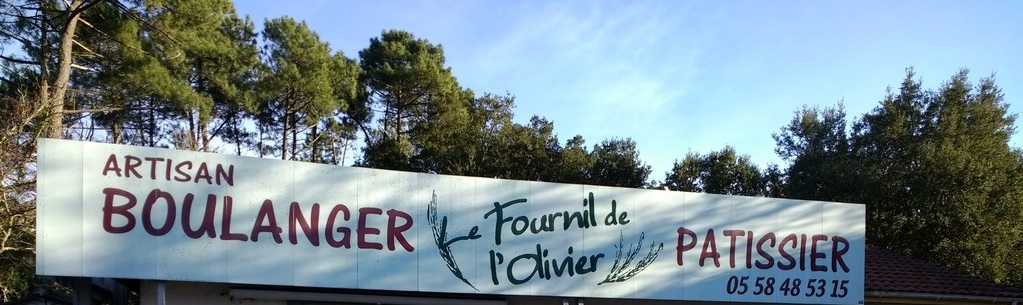 ARTISAN
BOULANGER
Le Fournil de
l'Olivier
PATISSIER
05 58 48 53 15